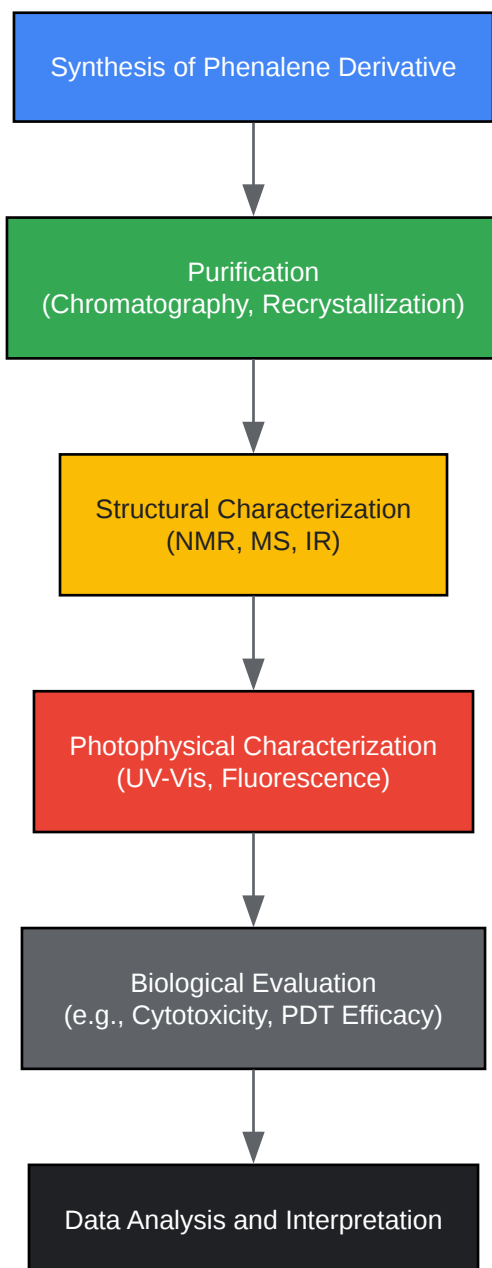 Synthesis of Phenalene Derivative
Purification
(Chromatography, Recrystallization)
Structural Characterization
(NMR, MS, IR)
Photophysical Characterization
(UV-Vis, Fluorescence)
Biological Evaluation
(e.g., Cytotoxicity, PDT Efficacy)
Data Analysis and Interpretation